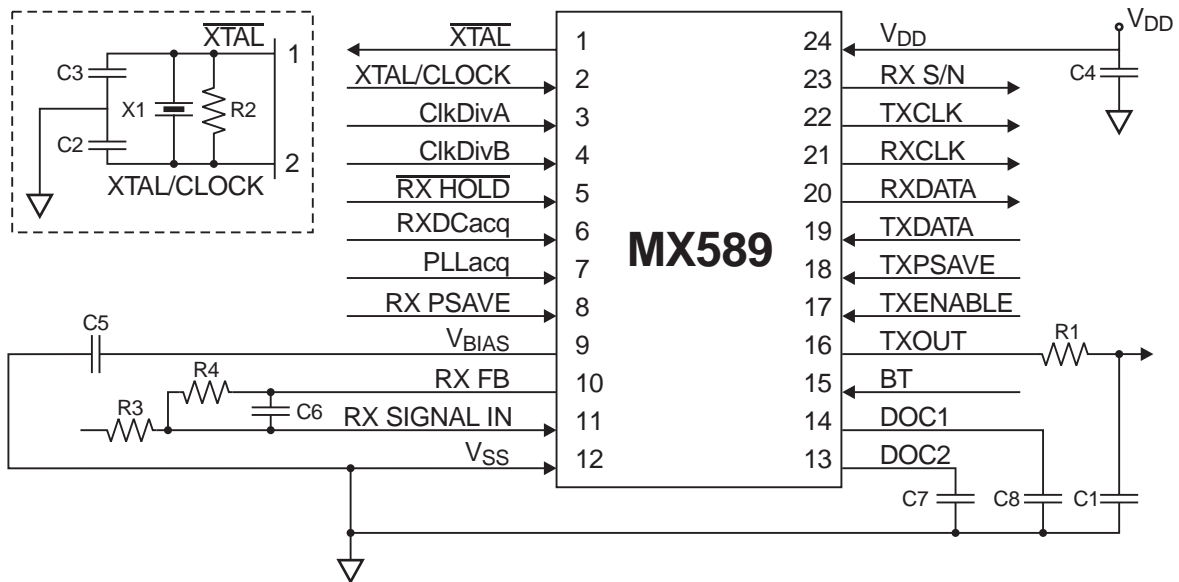 XTAL
1
C3
X1
R2
C2
2
XTAL/CLOCK
MX589
XTAL 1
XTAL/CLOCK 2
ClkDivA 3
ClkDivB 4
RX HOLD 5
RXDCacq 6
PLLacq 7
RX PSAVE 8
C5 VBIAS 9
R4 RX FB 10
R3 C6 RX SIGNAL IN 11
VSS 12
24 VDD VDD
C4
23 RX S/N
22 TXCLK
21 RXCLK
20 RXDATA
19 TXDATA
18 TXPSAVE
17 TXENABLE
16 TXOUT R1
15 BT
14 DOC1
13 DOC2
C7 C8 C1